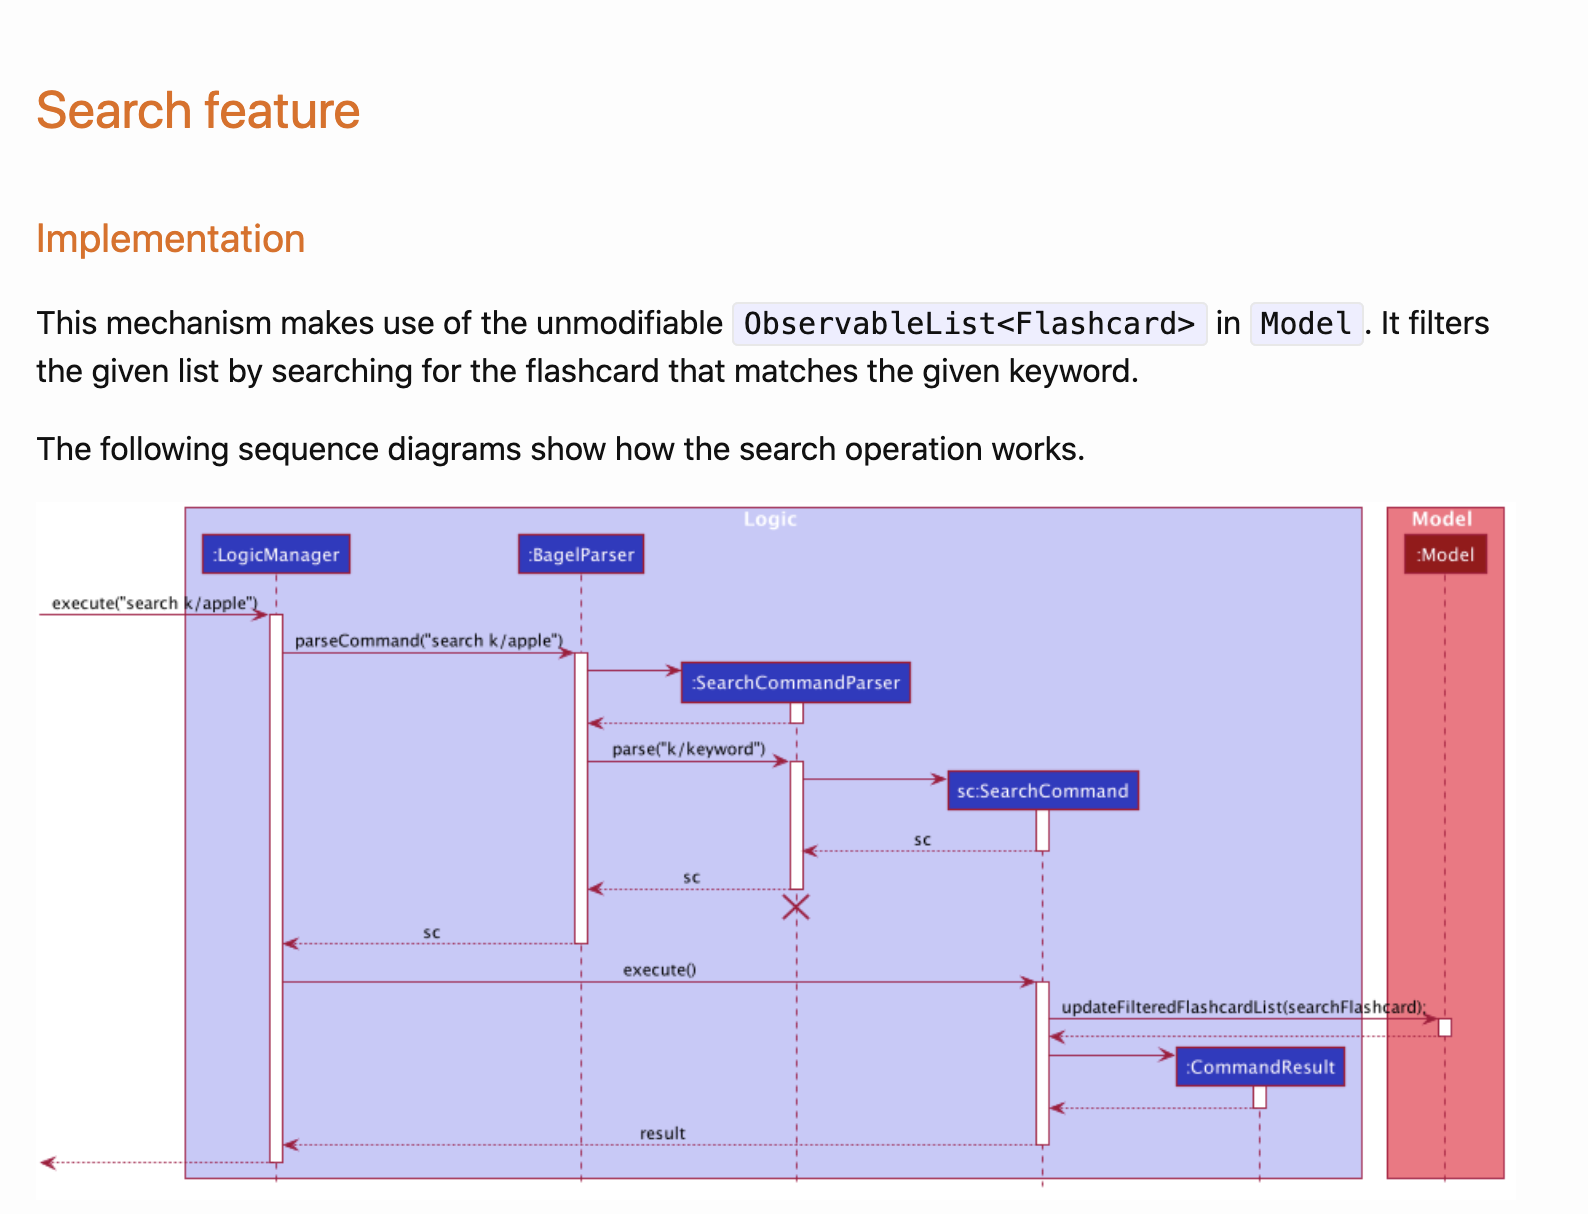 Search feature
Implementation
This mechanism makes use of the unmodifiable ObservableList<Flashcard> in Model. It filters
the given list by searching for the flashcard that matches the given keyword.
The following sequence diagrams show how the search operation works.
Logic
Model
:LogicManager
:BagelParser
:Model
execute("search k/apple")
parseCommand("search k/apple")
:SearchCommandParser
parse("k/keyword")
sc:SearchCommand
sc
sc
sc
execute()
updateFilteredFlashcardList(searchFlashcard);
:CommandResult
result